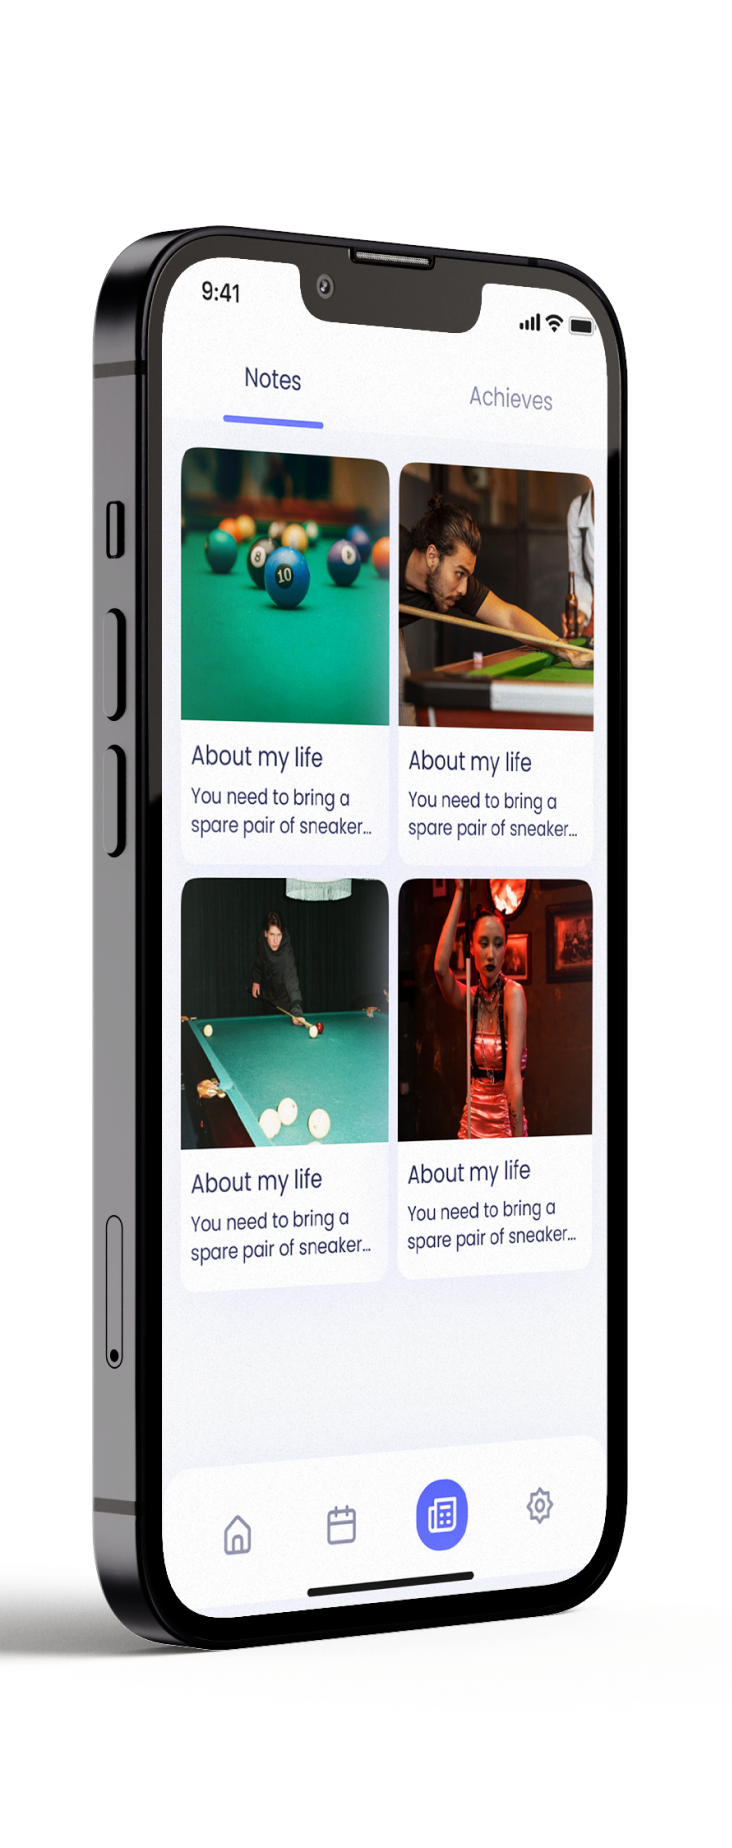 9:41
Notes
Achieves
8
10
About my life
You need to bring a
spare pair of sneaker...
About my life
You need to bring a
spare pair of sneaker...
About my life
You need to bring a
spare pair of sneaker...
About my life
You need to bring a
spare pair of sneaker...